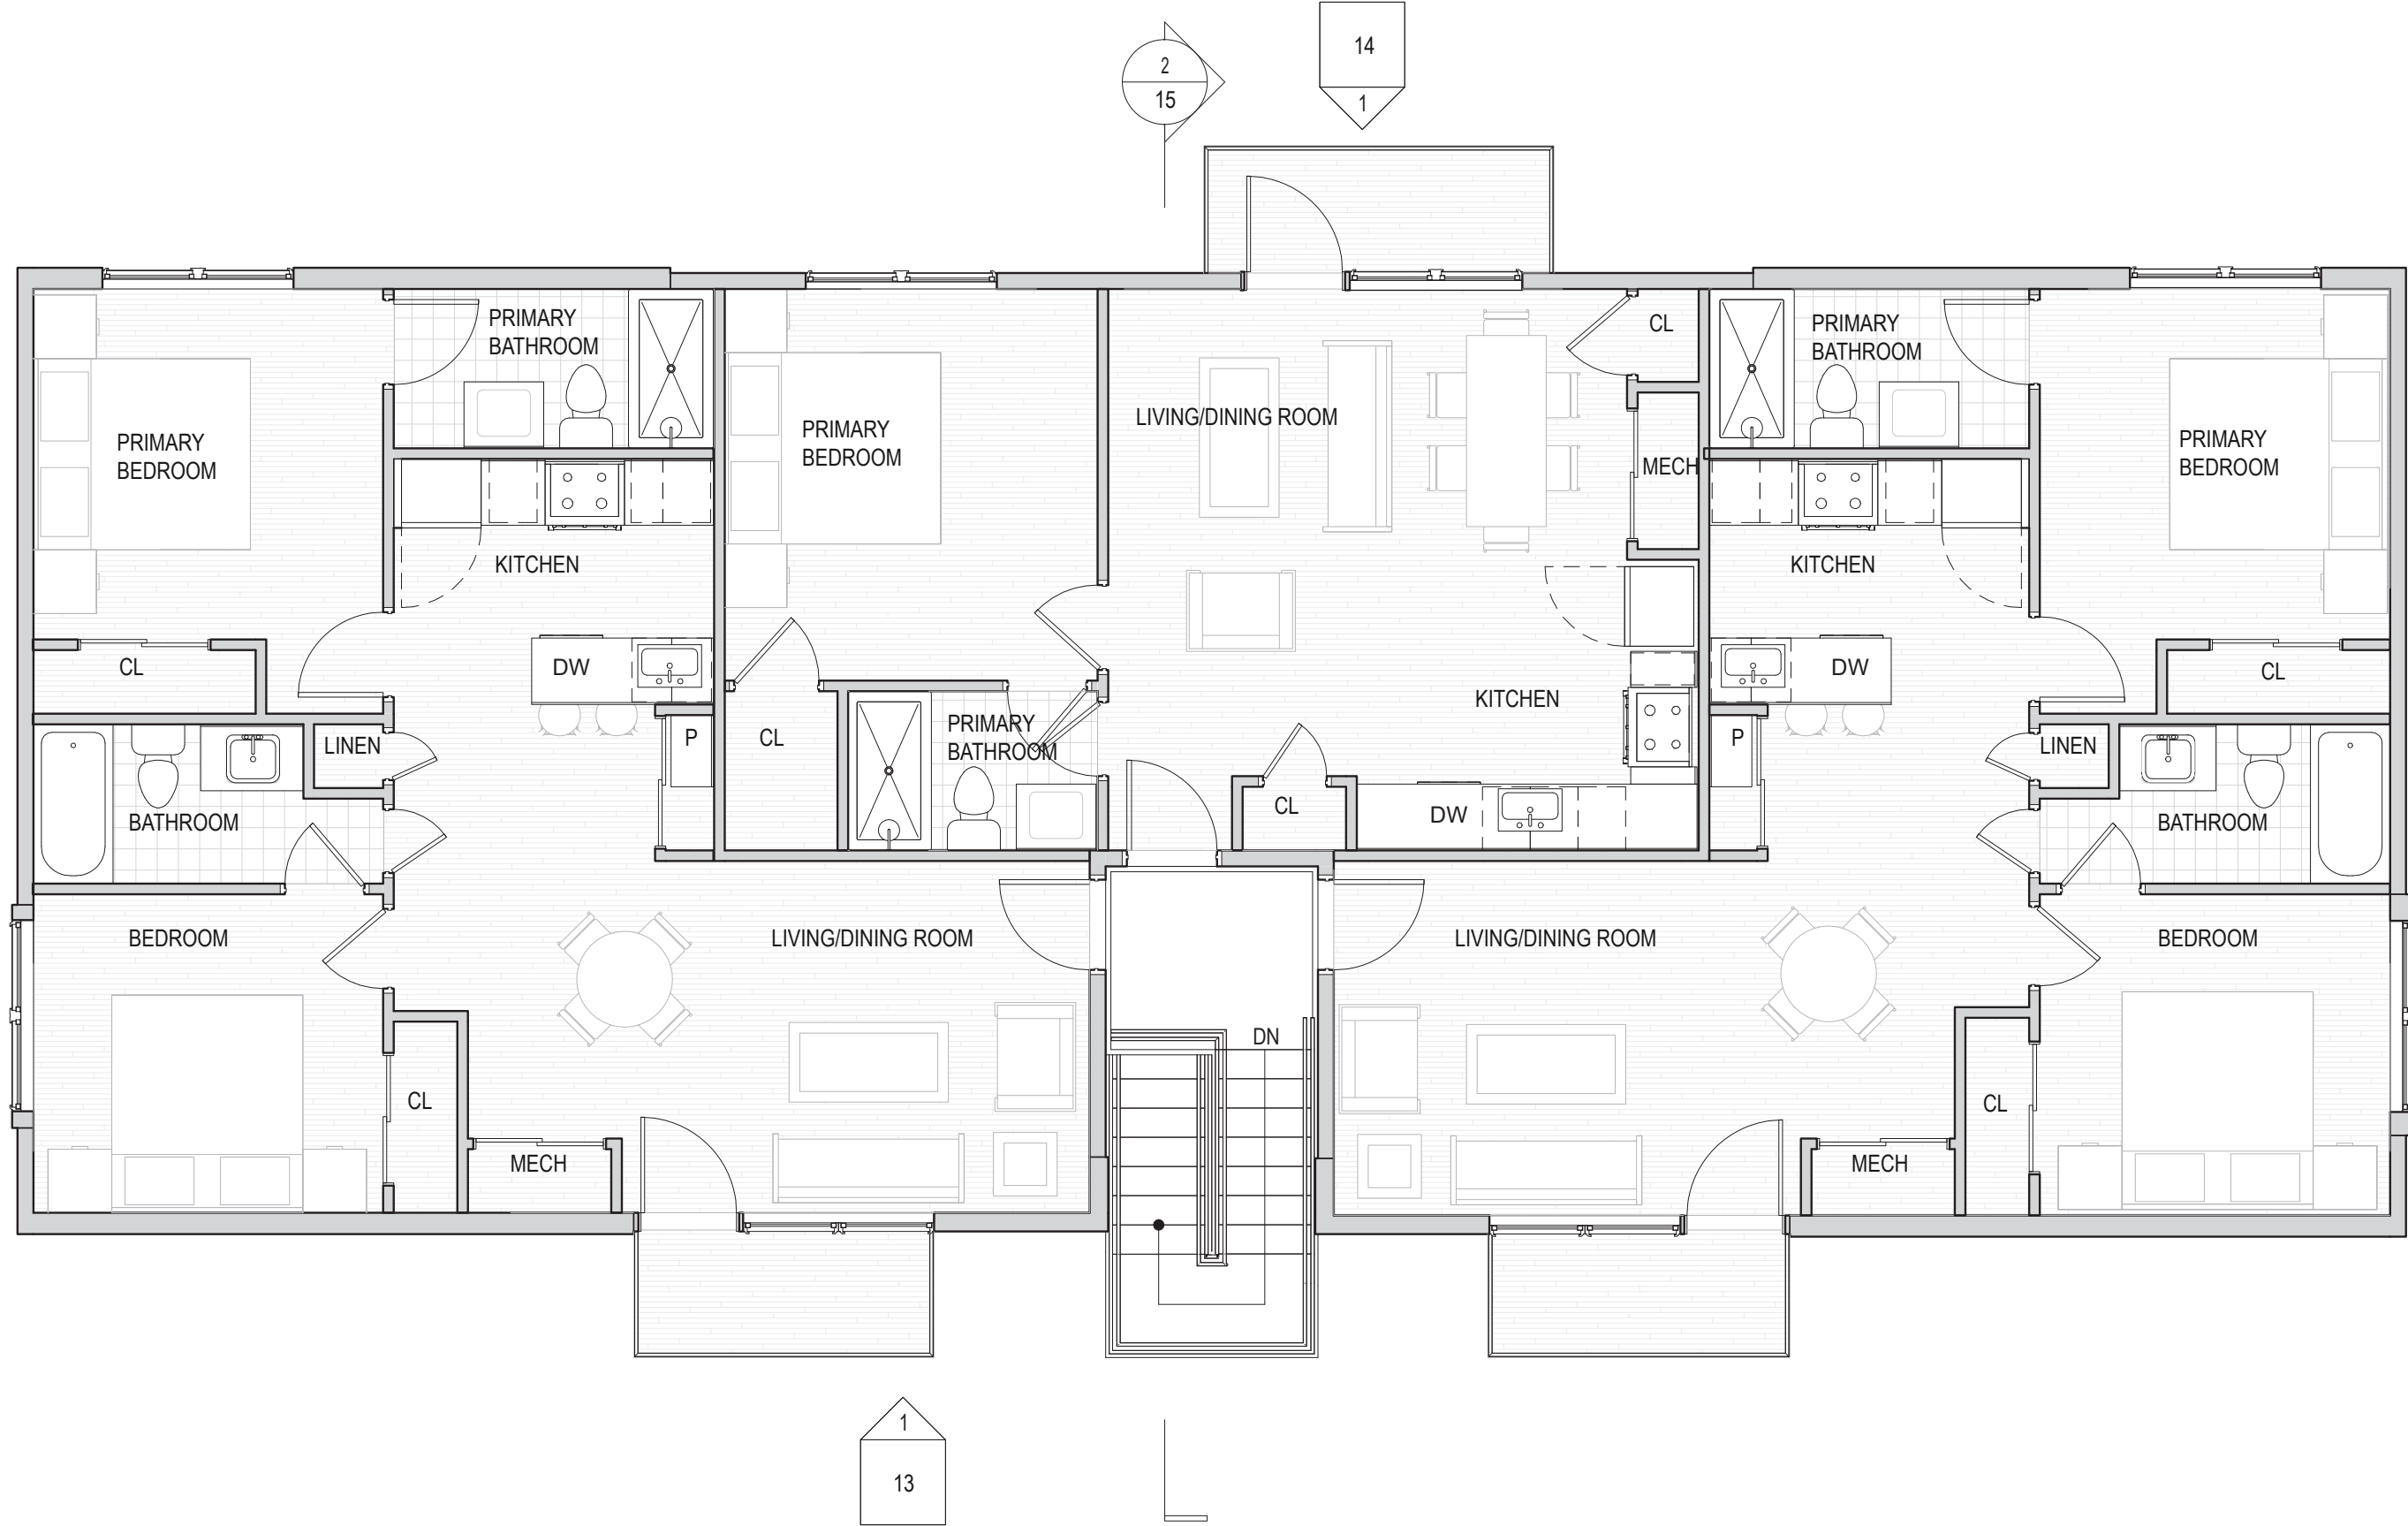 2
15
14
1
PRIMARY
BATHROOM
PRIMARY
BEDROOM
KITCHEN
DW
CL
LINEN
P
BATHROOM
BEDROOM
LIVING/DINING ROOM
CL
MECH
PRIMARY
BEDROOM
CL
PRIMARY
BATHROOM
LIVING/DINING ROOM
CL
MECH
KITCHEN
CL
DW
DN
PRIMARY
BATHROOM
PRIMARY
BEDROOM
KITCHEN
DW
CL
P
LINEN
BATHROOM
LIVING/DINING ROOM
BEDROOM
CL
MECH
1
13